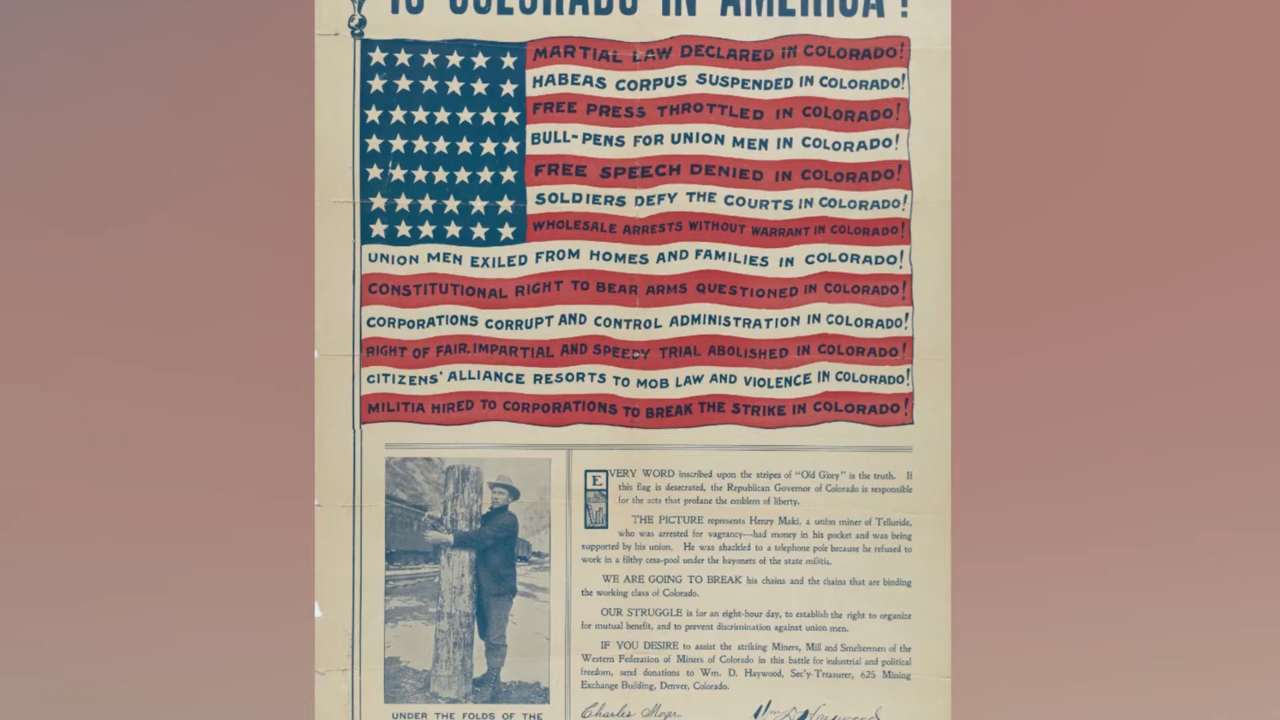 IS COLORADO IN AMERICA?
MARTIAL LAW DECLARED IN COLORADO!
HABEAS CORPUS SUSPENDED IN COLORADO!
FREE PRESS THROTTLED IN COLORADO!
BULL-PENS FOR UNION MEN IN COLORADO!
FREE SPEECH DENIED IN COLORADO!
SOLDIERS DEFY THE COURTS IN COLORADO!
WHOLESALE ARRESTS WITHOUT WARRANT IN COLORADO!
UNION MEN EXILED FROM HOMES AND FAMILIES IN COLORADO!
CONSTITUTIONAL RIGHT TO BEAR ARMS QUESTIONED IN COLORADO!
CORPORATIONS CORRUPT AND CONTROL ADMINISTRATION IN COLORADO!
RIGHT OF FAIR, IMPARTIAL AND SPEEDY TRIAL ABOLISHED IN COLORADO!
CITIZENS' ALLIANCE RESORTS TO MOB LAW AND VIOLENCE IN COLORADO!
MILITIA HIRED TO CORPORATIONS TO BREAK THE STRIKE IN COLORADO!
EVERY WORD inscribed upon the stripes of "Old Glory" is the truth. If
this flag is desecrated, the Republican Governor of Colorado is responsible
for the acts that profane the emblem of liberty.
THE PICTURE represents Henry Maki, a union miner of Telluride,
who was arrested for vagrancy—had money in his pocket and was being
supported by his union. He was shackled to a telephone pole because he refused to
work in a filthy cess-pool under the bayonets of the state militia.
WE ARE GOING TO BREAK his chains and the chains that are binding
the working class of Colorado.
OUR STRUGGLE is for an eight-hour day, to establish the right to organize
for mutual benefit, and to prevent discrimination against union men.
IF YOU DESIRE to assist the striking Miners, Mill and Smeltermen of the
Western Federation of Miners of Colorado in this battle for industrial and political
freedom, send donations to Wm. D. Haywood, Sec'y-Treasurer, 625 Mining
Exchange Building, Denver, Colorado.
Charles Moyer
Wm D Haywood
UNDER THE FOLDS OF THE